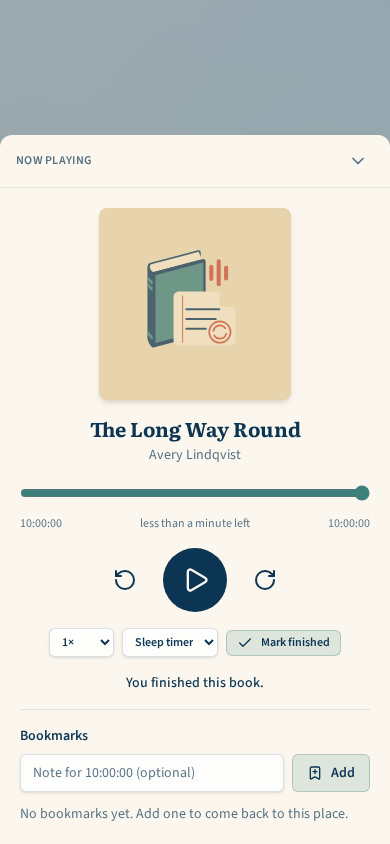 NOW PLAYING
The Long Way Round
Avery Lindqvist
10:00:00 less than a minute left 10:00:00
1× Sleep timer Mark finished
You finished this book.
Bookmarks
Note for 10:00:00 (optional) Add
No bookmarks yet. Add one to come back to this place.